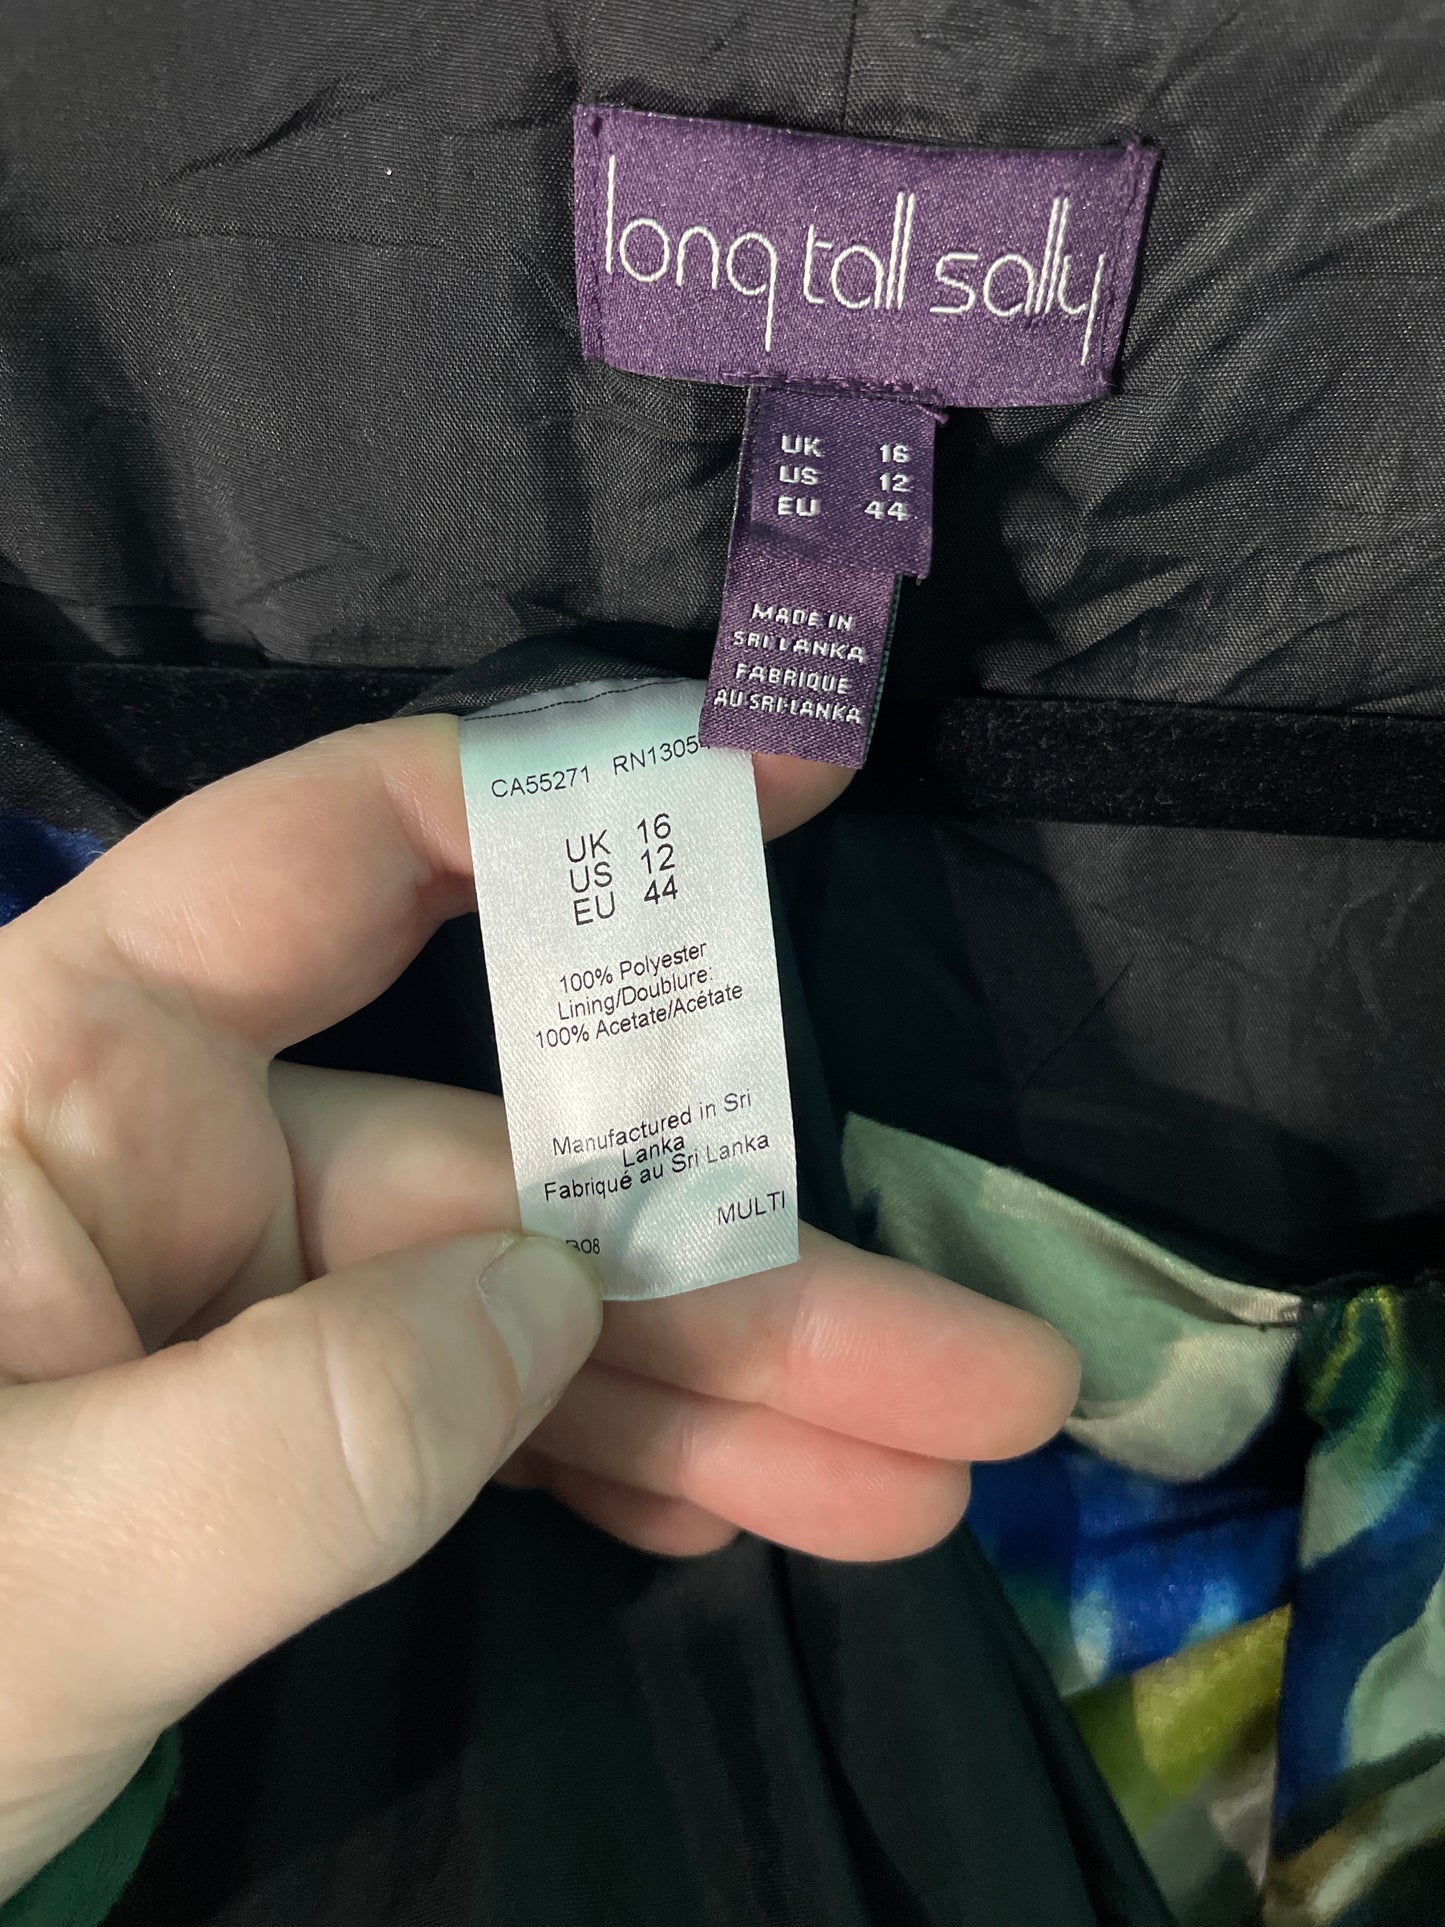 long tall sally
UK 16
US 12
EU 44
MADE IN
SRI LANKA
FABRIQUE
AU SRI LANKA
CA55271 RN1305
UK 16
US 12
EU 44
100% Polyester
Lining/Doublure:
100% Acetate/Acétate
Manufactured in Sri
Lanka
Fabriqué au Sri Lanka
MULTI
B08